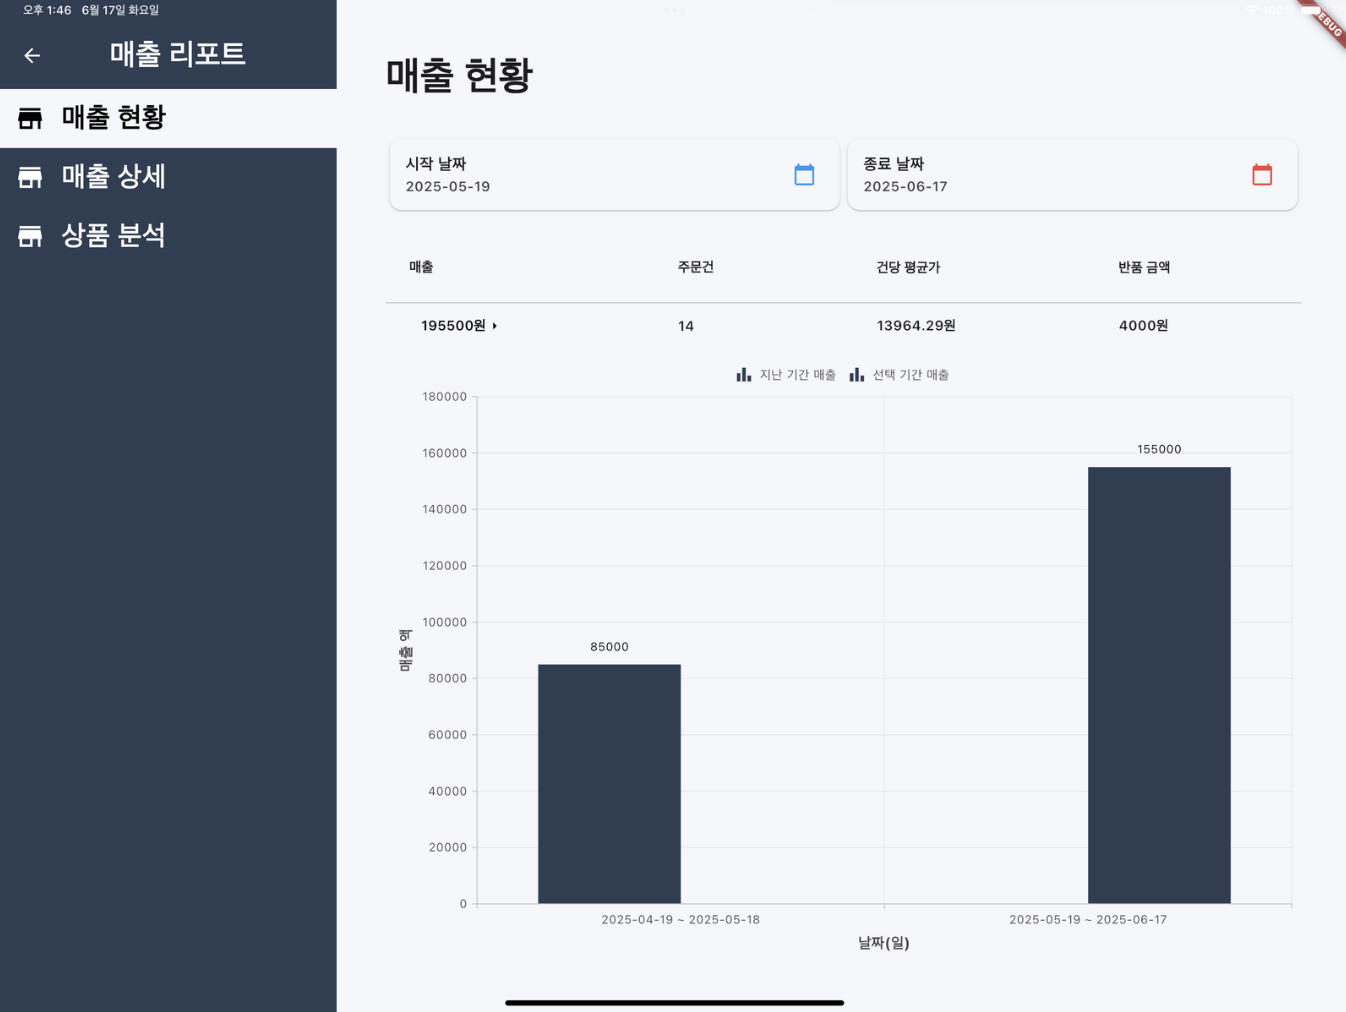 오후 1:46 6월 17일 화요일
100%
매출 리포트
매출 현황
매출 상세
상품 분석
매출 현황
시작 날짜
2025-05-19
종료 날짜
2025-06-17
매출 주문건 건당 평균가 반품 금액
195500원 14 13964.29원 4000원
지난 기간 매출 선택 기간 매출
180000
160000
155000
140000
120000
100000
85000
80000
60000
40000
20000
0
매출 액
2025-04-19 ~ 2025-05-18 2025-05-19 ~ 2025-06-17
날짜(일)